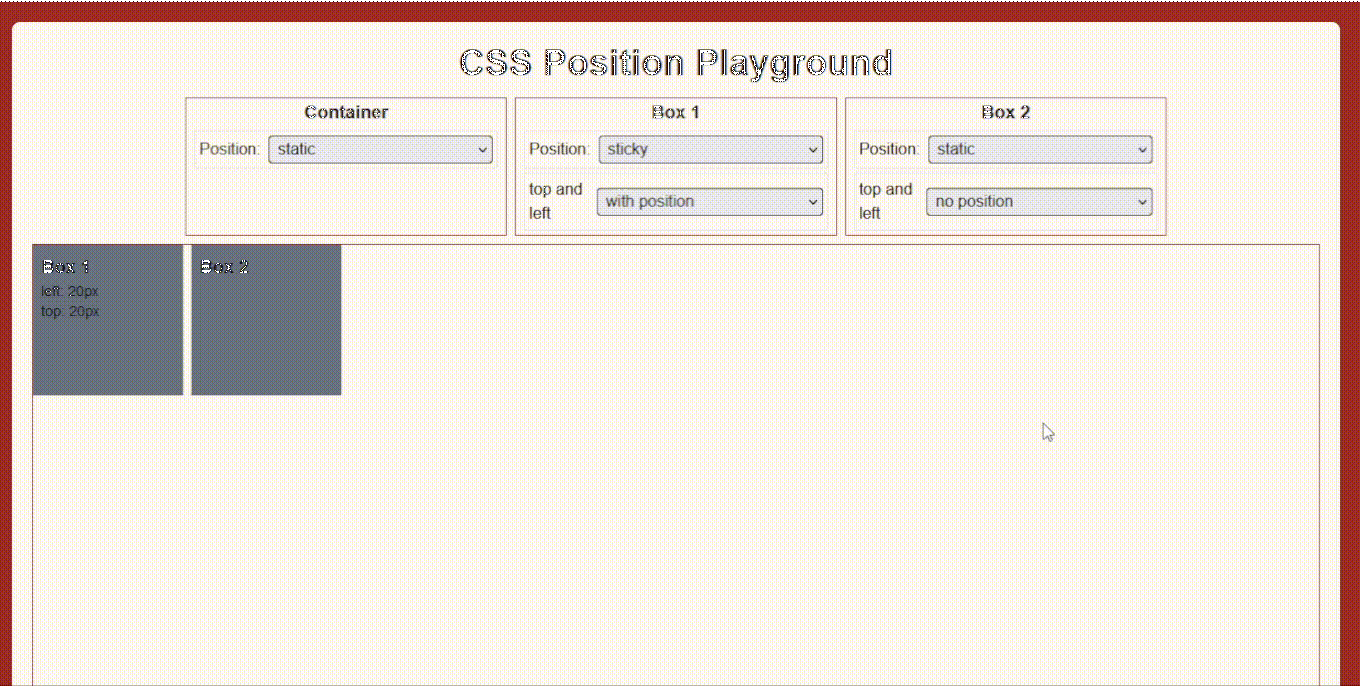 CSS Position Playground
Container
Position: static
Box 1
Position: sticky
top and
left
with position
Box 2
Position: static
top and
left
no position
Box 1
left: 20px
top: 20px
Box 2